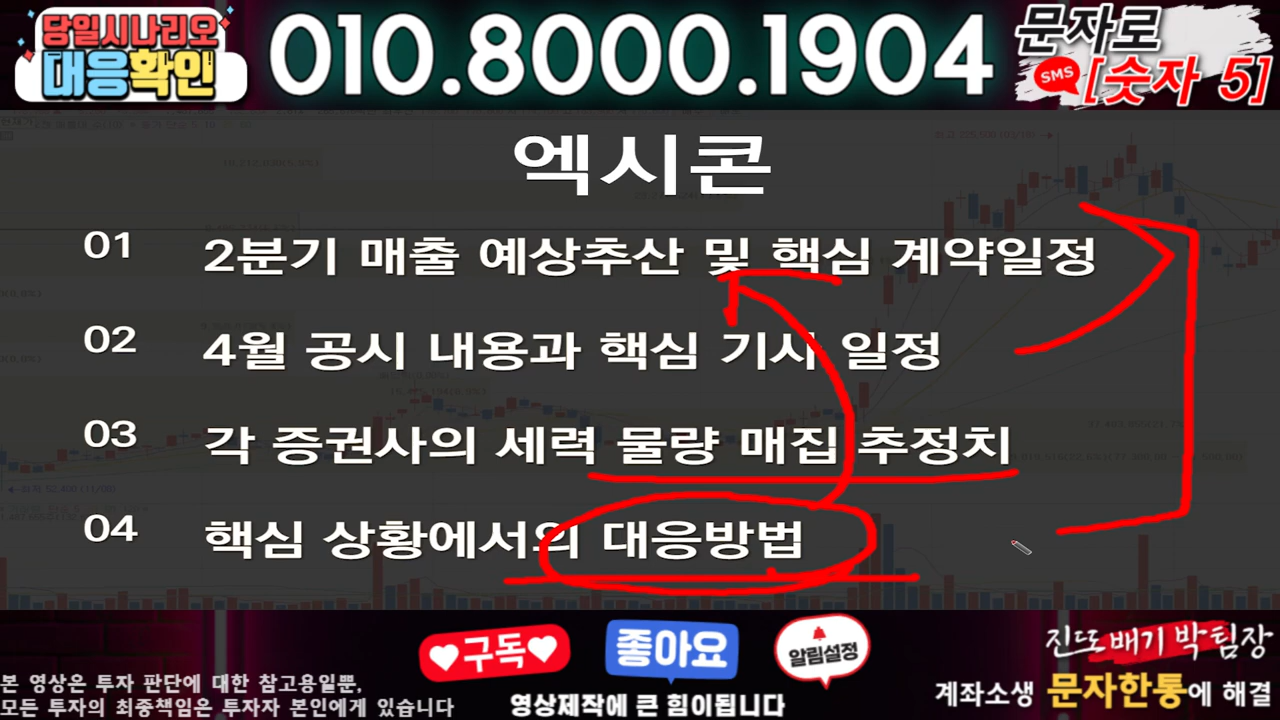 당일시나리오
대응확인
010.8000.1904
문자로
SMS [숫자 5]
엑시콘
01 2분기 매출 예상추산 및 핵심 계약일정
02 4월 공시 내용과 핵심 기사 일정
03 각 증권사의 세력 물량 매집 추정치
04 핵심 상황에서의 대응방법
구독
좋아요
알림설정
영상제작에 큰 힘이됩니다
본 영상은 투자 판단에 대한 참고용일뿐,
모든 투자의 최종책임은 투자자 본인에게 있습니다
진또배기 박팀장
계좌소생 문자한통에 해결